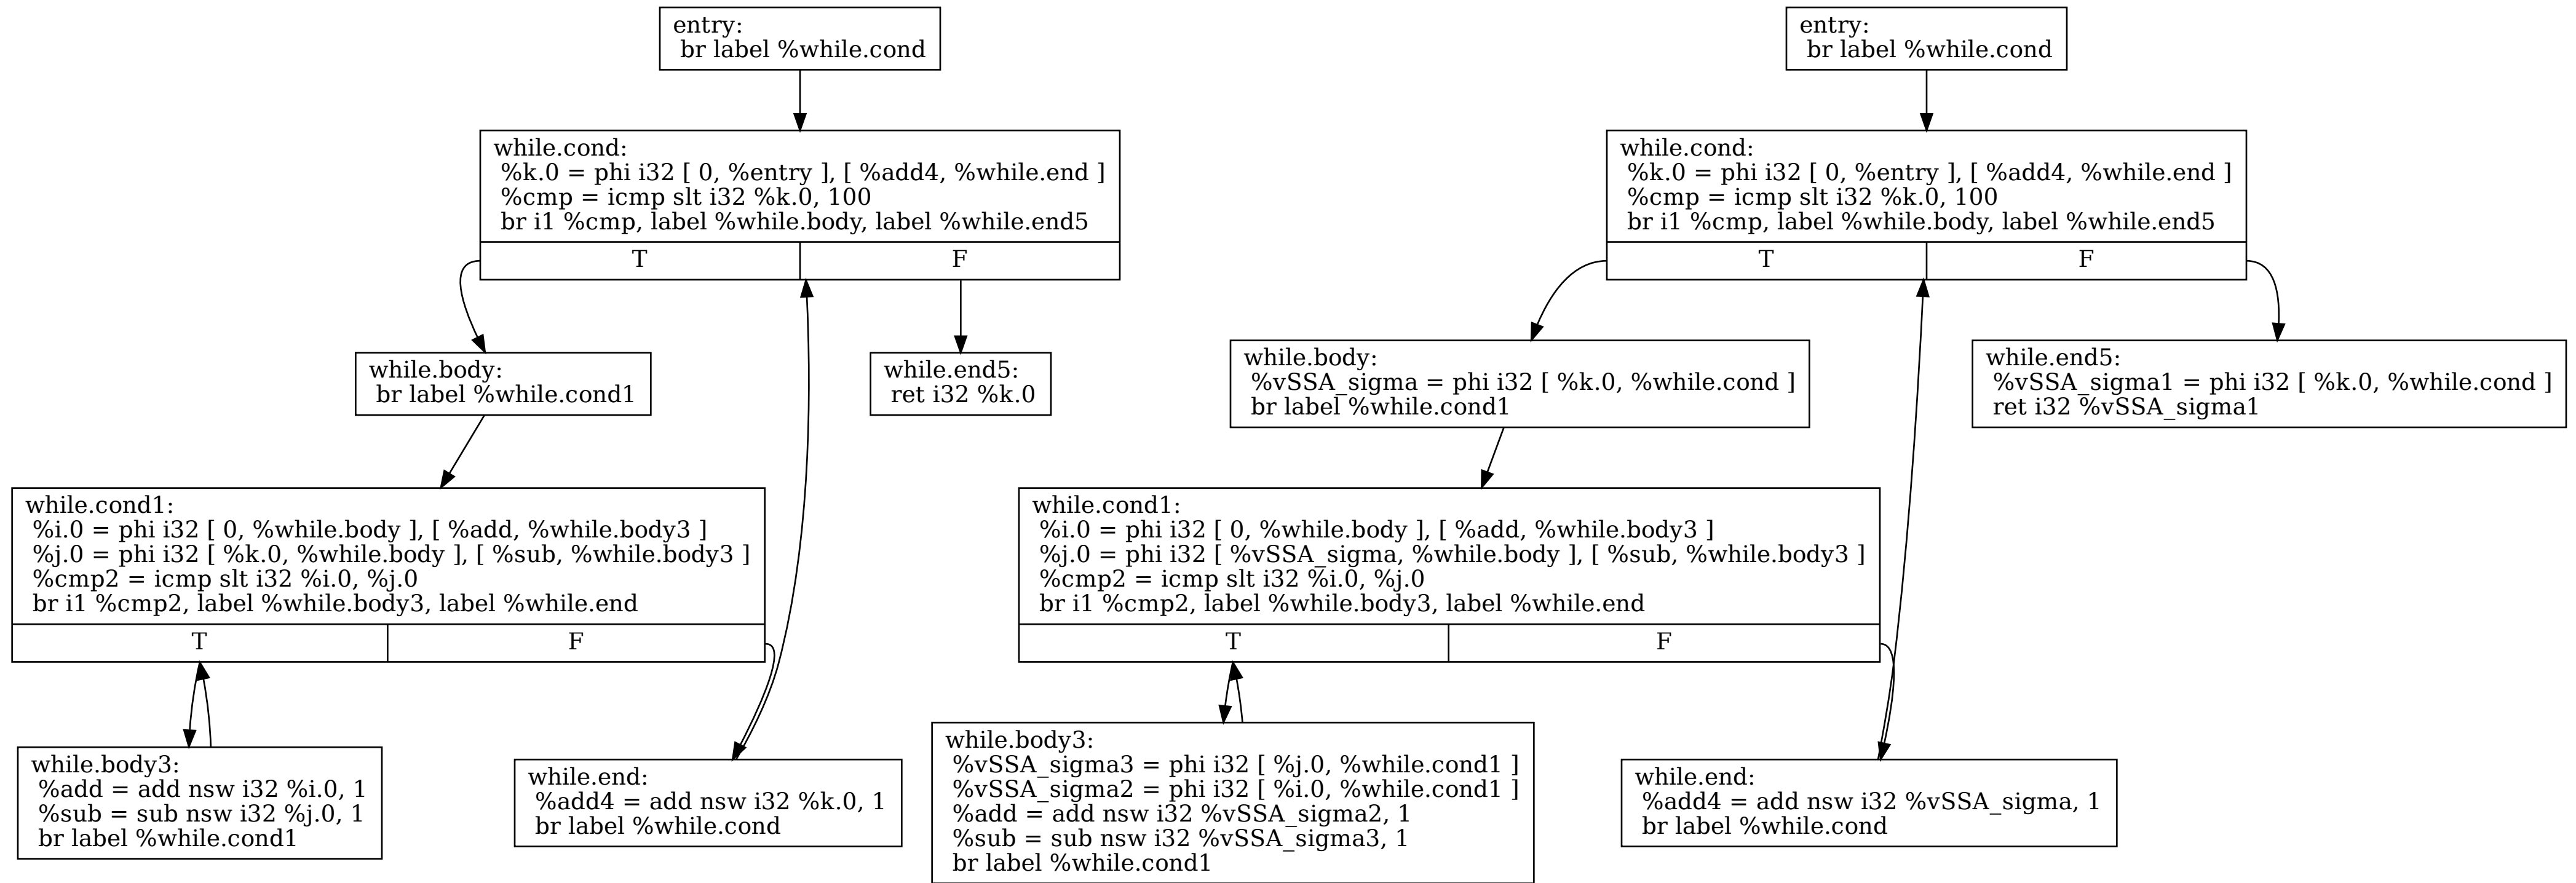 entry:
br label %while.cond
while.cond:
%k.0 = phi i32 [ 0, %entry ], [ %add4, %while.end ]
%cmp = icmp slt i32 %k.0, 100
br i1 %cmp, label %while.body, label %while.end5
T
F
while.body:
br label %while.cond1
while.end5:
ret i32 %k.0
while.cond1:
%i.0 = phi i32 [ 0, %while.body ], [ %add, %while.body3 ]
%j.0 = phi i32 [ %k.0, %while.body ], [ %sub, %while.body3 ]
%cmp2 = icmp slt i32 %i.0, %j.0
br i1 %cmp2, label %while.body3, label %while.end
T
F
while.body3:
%add = add nsw i32 %i.0, 1
%sub = sub nsw i32 %j.0, 1
br label %while.cond1
while.end:
%add4 = add nsw i32 %k.0, 1
br label %while.cond
entry:
br label %while.cond
while.cond:
%k.0 = phi i32 [ 0, %entry ], [ %add4, %while.end ]
%cmp = icmp slt i32 %k.0, 100
br i1 %cmp, label %while.body, label %while.end5
T
F
while.body:
%vSSA_sigma = phi i32 [ %k.0, %while.cond ]
br label %while.cond1
while.end5:
%vSSA_sigma1 = phi i32 [ %k.0, %while.cond ]
ret i32 %vSSA_sigma1
while.cond1:
%i.0 = phi i32 [ 0, %while.body ], [ %add, %while.body3 ]
%j.0 = phi i32 [ %vSSA_sigma, %while.body ], [ %sub, %while.body3 ]
%cmp2 = icmp slt i32 %i.0, %j.0
br i1 %cmp2, label %while.body3, label %while.end
T
F
while.body3:
%vSSA_sigma3 = phi i32 [ %j.0, %while.cond1 ]
%vSSA_sigma2 = phi i32 [ %i.0, %while.cond1 ]
%add = add nsw i32 %vSSA_sigma2, 1
%sub = sub nsw i32 %vSSA_sigma3, 1
br label %while.cond1
while.end:
%add4 = add nsw i32 %vSSA_sigma, 1
br label %while.cond